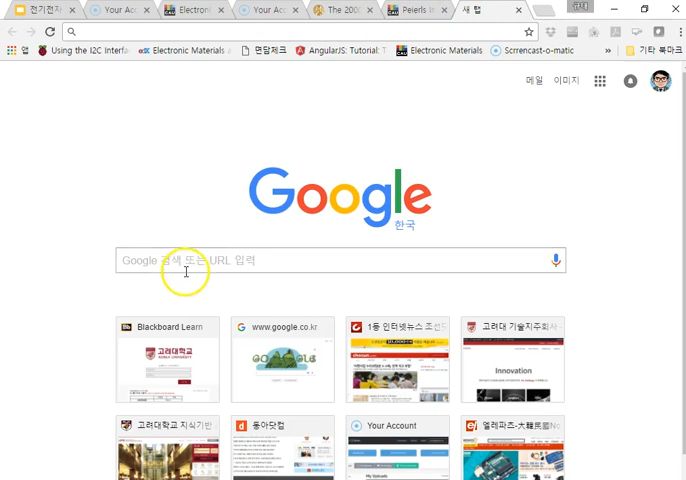 전기전자
Your Acc
Electroni
Your Acc
The 2000
Peierls In
새 탭
앱
Using the I2C Interfa
Electronic Materials a
면담체크
AngularJS: Tutorial: T
Electronic Materials
Scrrencast-o-matic
»
기타 북마크
메일
이미지
Google
한국
Google 검색 또는 URL 입력
Blackboard Learn
www.google.co.kr
1등 인터넷뉴스 조선닷
고려대 기술지주회사 -
고려대학교
Innovation
고려대학교 지식기반 /
동아닷컴
Your Account
엘레파츠-大韓民國No